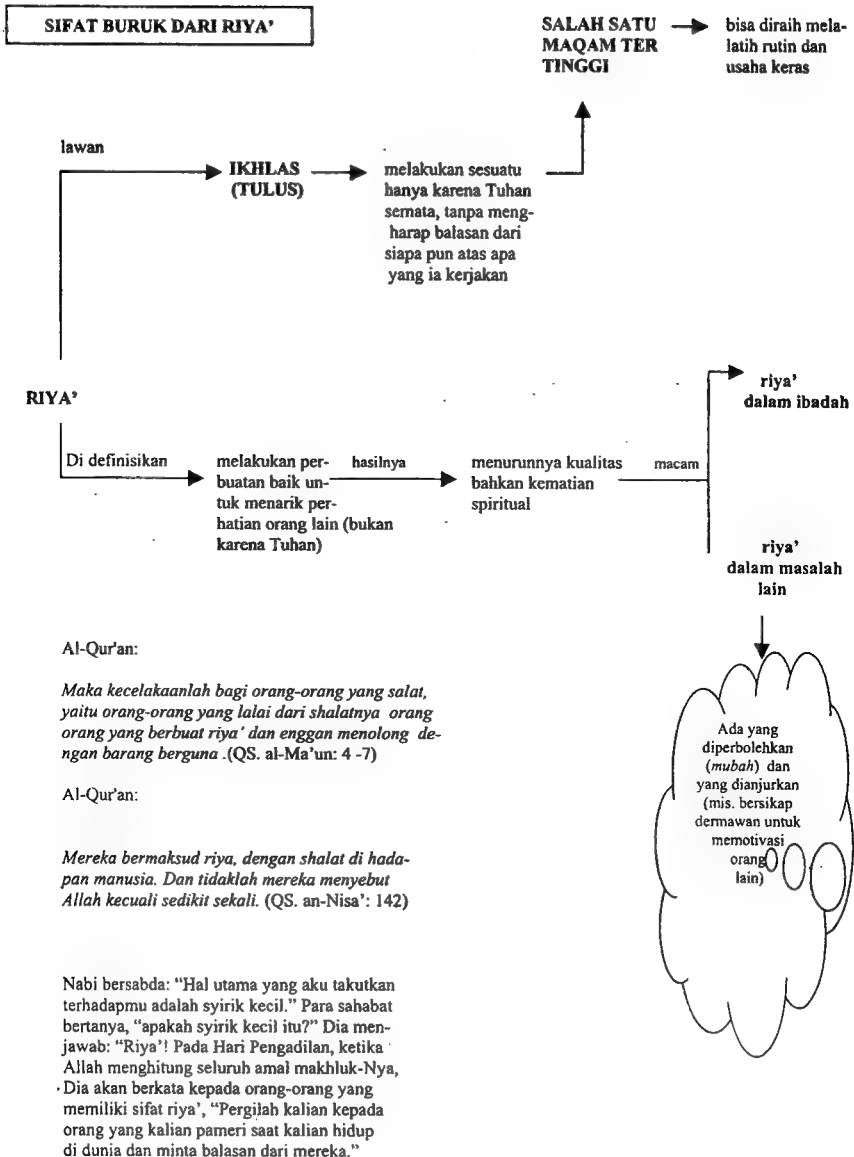 SIFAT BURUK DARI RIYA’
SALAH SATU
MAQAM TER
TINGGI
bisa diraih mela-
latih rutin dan
usaha keras
lawan
IKHLAS
(TULUS)
melakukan sesuatu
hanya karena Tuhan
semata, tanpa meng-
harap balasan dari
siapa pun atas apa
yang ia kerjakan
RIYA’
Di definisikan
melakukan per-
buatan baik un-
tuk menarik per-
hatian orang lain (bukan
karena Tuhan)
hasilnya
menurunnya kualitas
bahkan kematian
spiritual
macam
riya’
dalam ibadah
riya’
dalam masalah
lain
Ada yang
diperbolehkan
(mubah) dan
yang dianjurkan
(mis. bersikap
dermawan untuk
memotivasi
orang
lain)
Al-Qur'an:
Maka kecelakaanlah bagi orang-orang yang salat,
yaitu orang-orang yang lalai dari shalatnya orang
orang yang berbuat riya’ dan enggan menolong de-
ngan barang berguna .(QS. al-Ma’un: 4 -7)
Al-Qur'an:
Mereka bermaksud riya, dengan shalat di hada-
pan manusia. Dan tidaklah mereka menyebut
Allah kecuali sedikit sekali. (QS. an-Nisa’: 142)
Nabi bersabda: “Hal utama yang aku takutkan
terhadapmu adalah syirik kecil.” Para sahabat
bertanya, “apakah syirik kecil itu?” Dia men-
jawab: “Riya’! Pada Hari Pengadilan, ketika
Allah menghitung seluruh amal makhluk-Nya,
Dia akan berkata kepada orang-orang yang
memiliki sifat riya’, “Pergilah kalian kepada
orang yang kalian pameri saat kalian hidup
di dunia dan minta balasan dari mereka.”